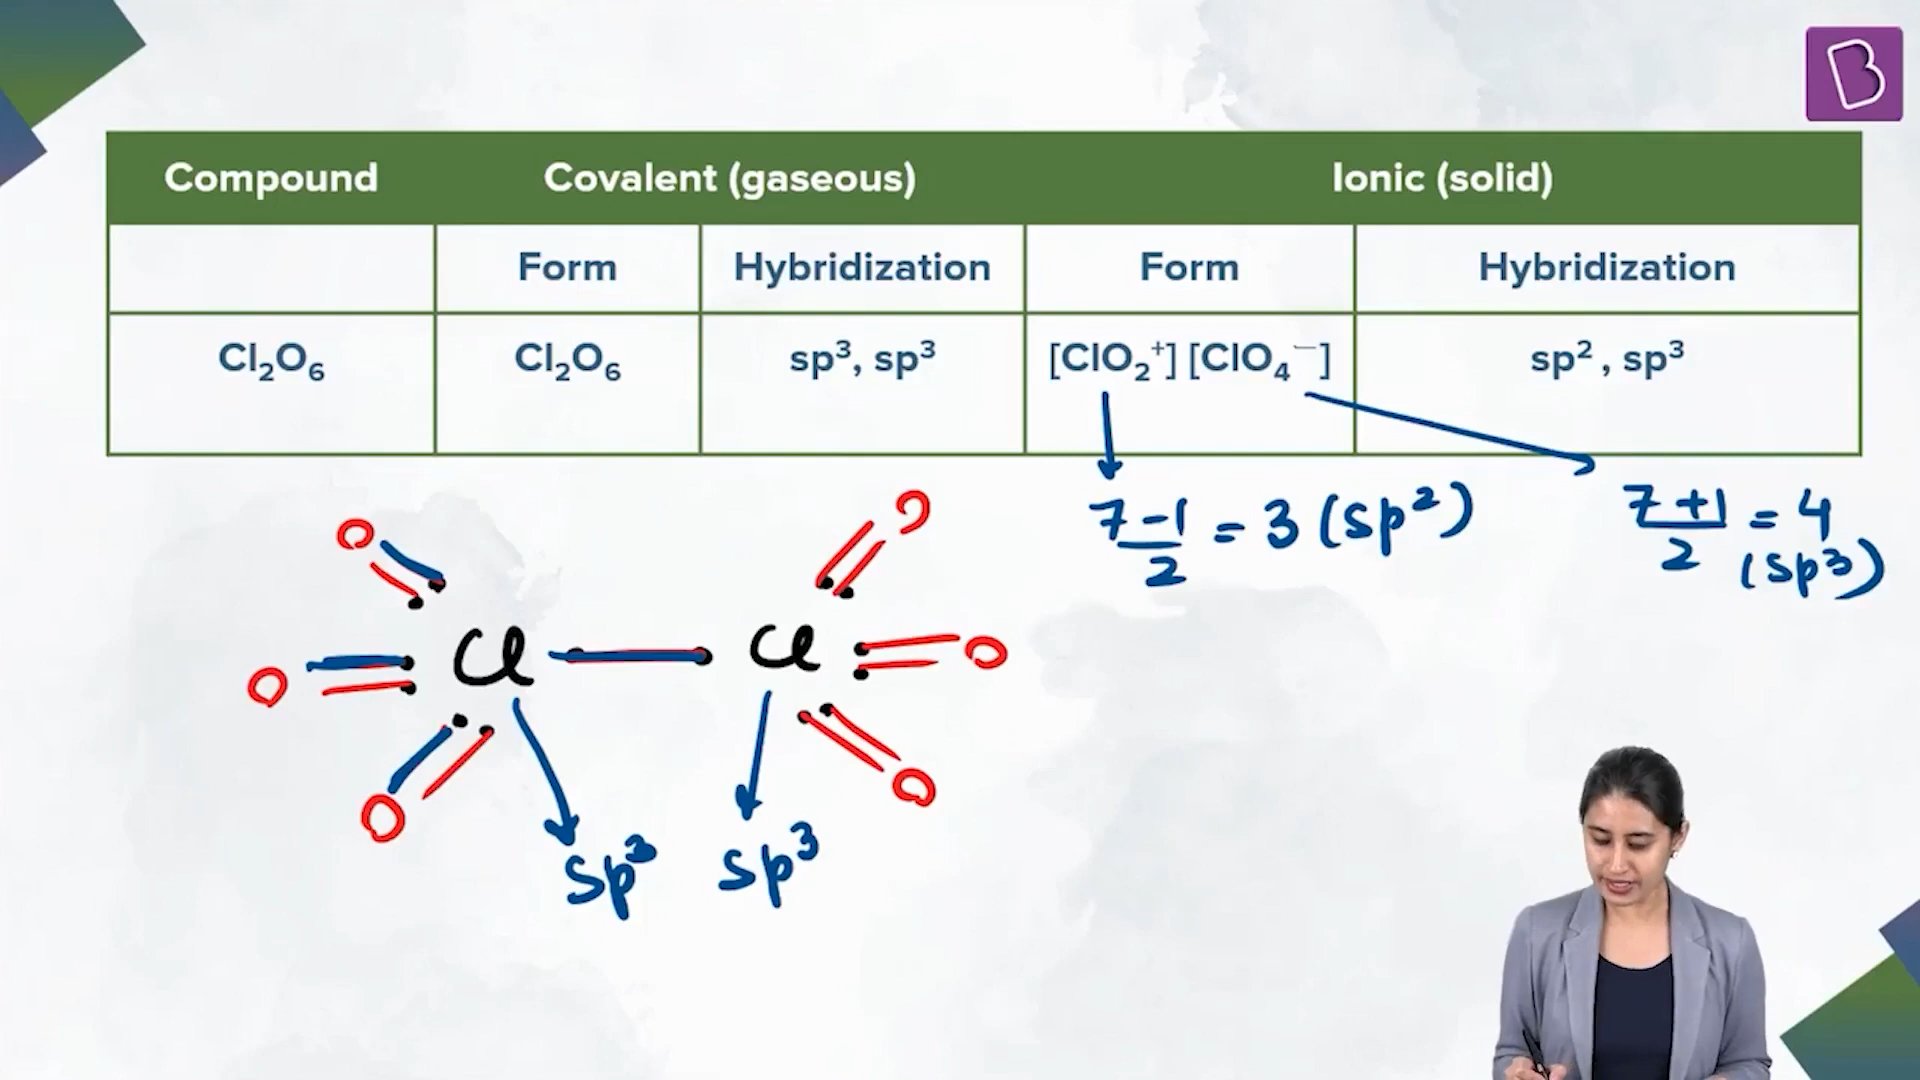 B
Compound Covalent (gaseous) Ionic (solid)
Form Hybridization Form Hybridization
Cl₂O₆ Cl₂O₆ sp³, sp³ [ClO₂⁺] [ClO₄⁻] sp² , sp³
7-1/2 = 3 (sp²)
7+1/2 = 4
(sp³)
O O
O Cl Cl O
O O
sp³ sp³